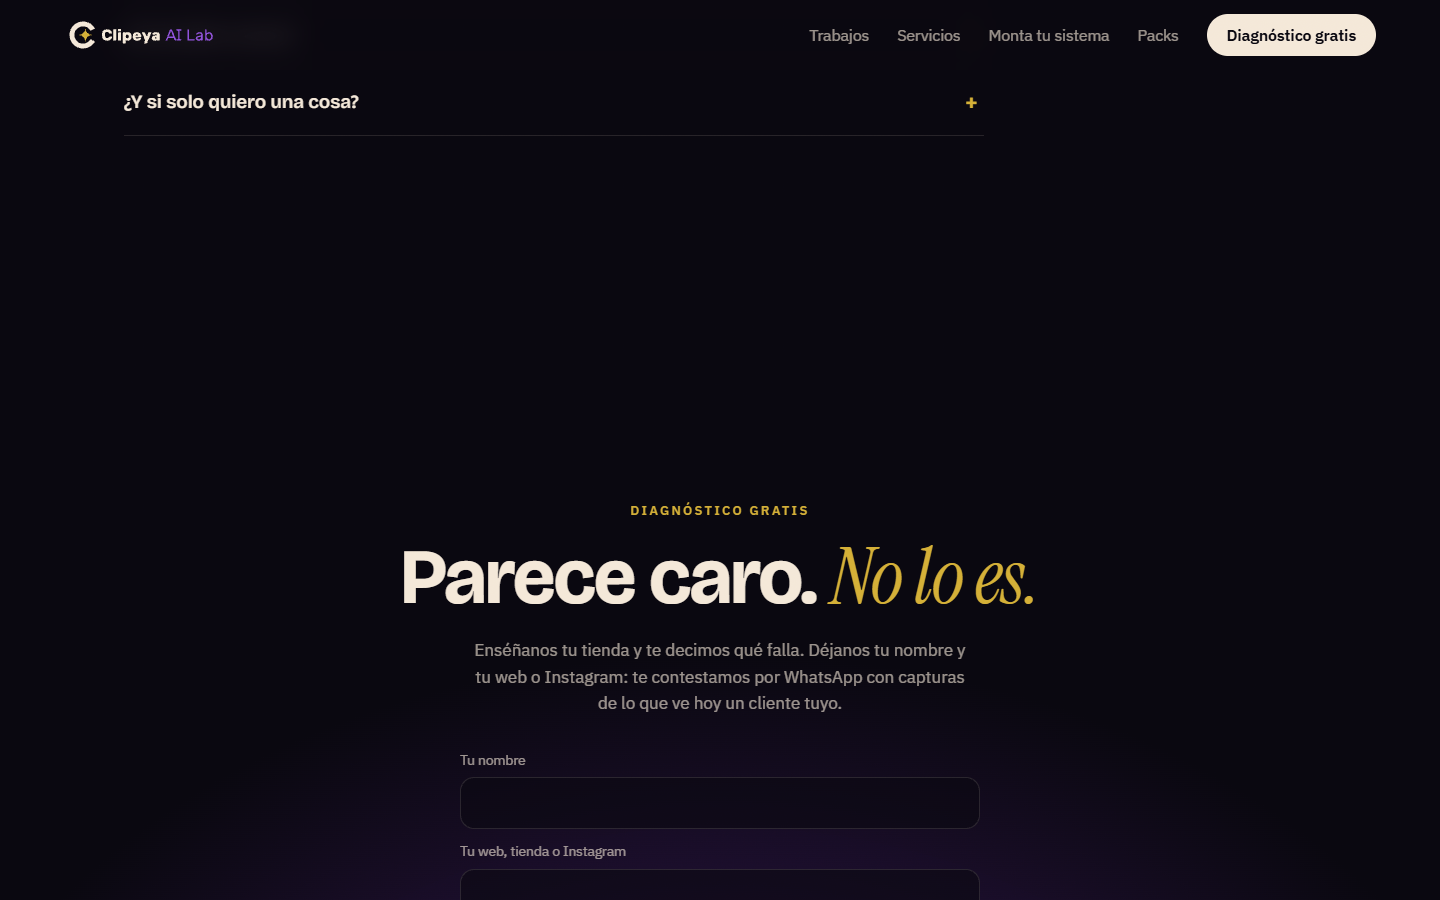 Clipeya AI Lab
Trabajos
Servicios
Monta tu sistema
Packs
Diagnóstico gratis
¿Y si solo quiero una cosa?
+
DIAGNÓSTICO GRATIS
Parece caro. No lo es.
Enséñanos tu tienda y te decimos qué falla. Déjanos tu nombre y
tu web o Instagram: te contestamos por WhatsApp con capturas
de lo que ve hoy un cliente tuyo.
Tu nombre
Tu web, tienda o Instagram